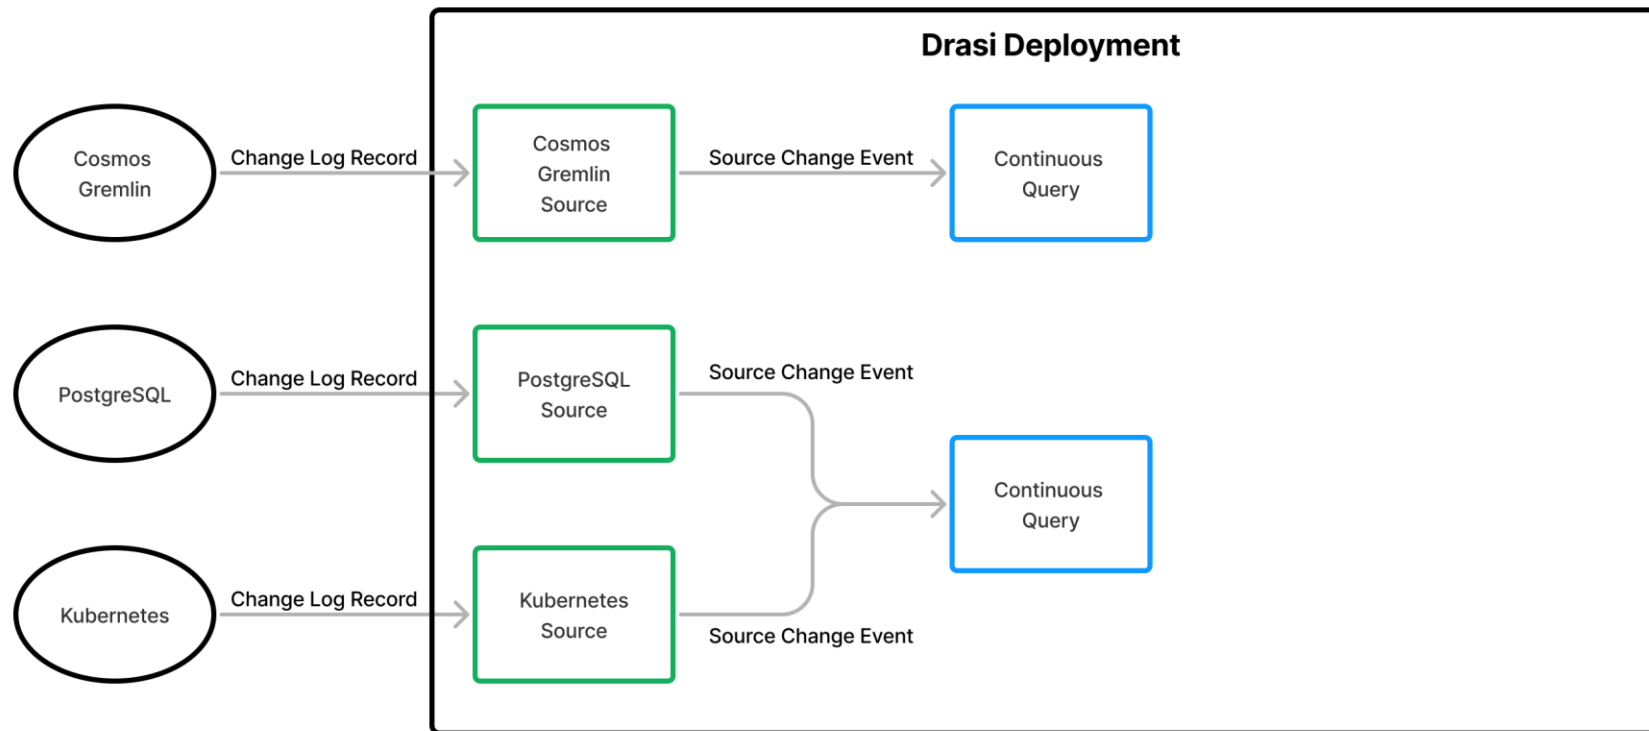 Drasi Deployment
Cosmos
Gremlin
Change Log Record
Cosmos
Gremlin
Source
Source Change Event
Continuous
Query
PostgreSQL
Change Log Record
PostgreSQL
Source
Source Change Event
Continuous
Query
Kubernetes
Change Log Record
Kubernetes
Source
Source Change Event